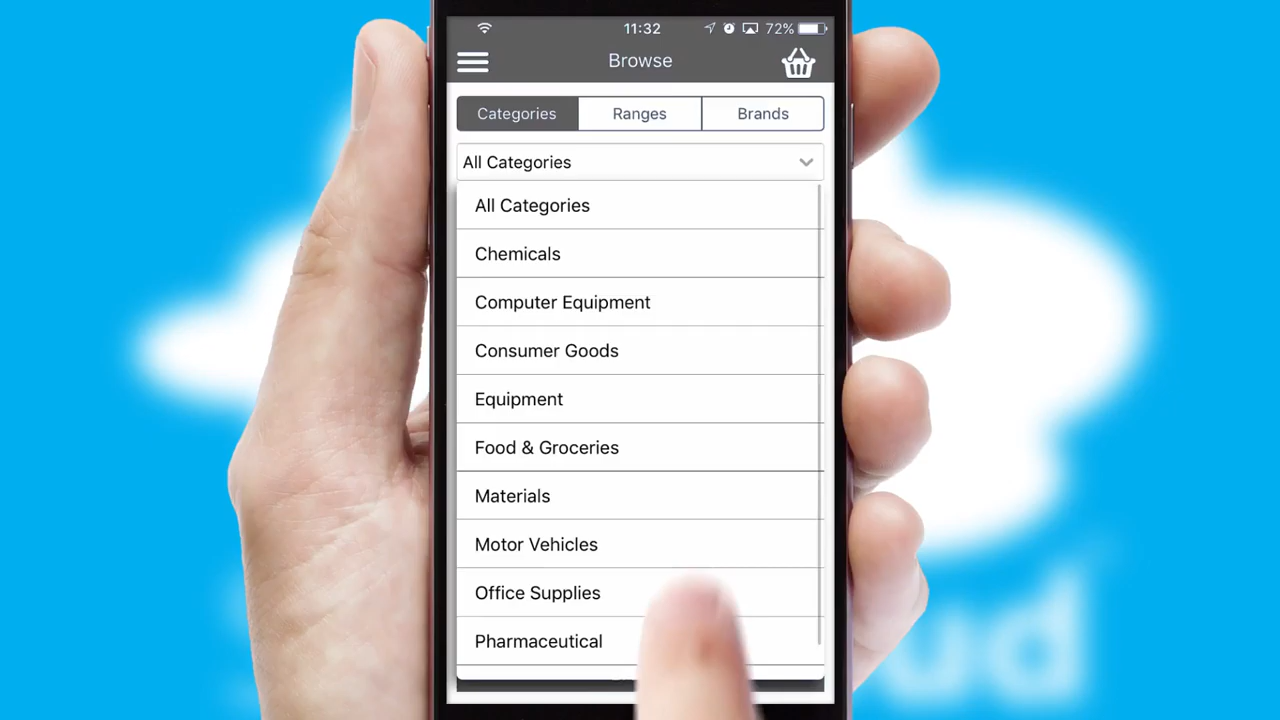 11:32
72%
Browse
Categories
Ranges
Brands
All Categories
All Categories
Chemicals
Computer Equipment
Consumer Goods
Equipment
Food & Groceries
Materials
Motor Vehicles
Office Supplies
Pharmaceutical